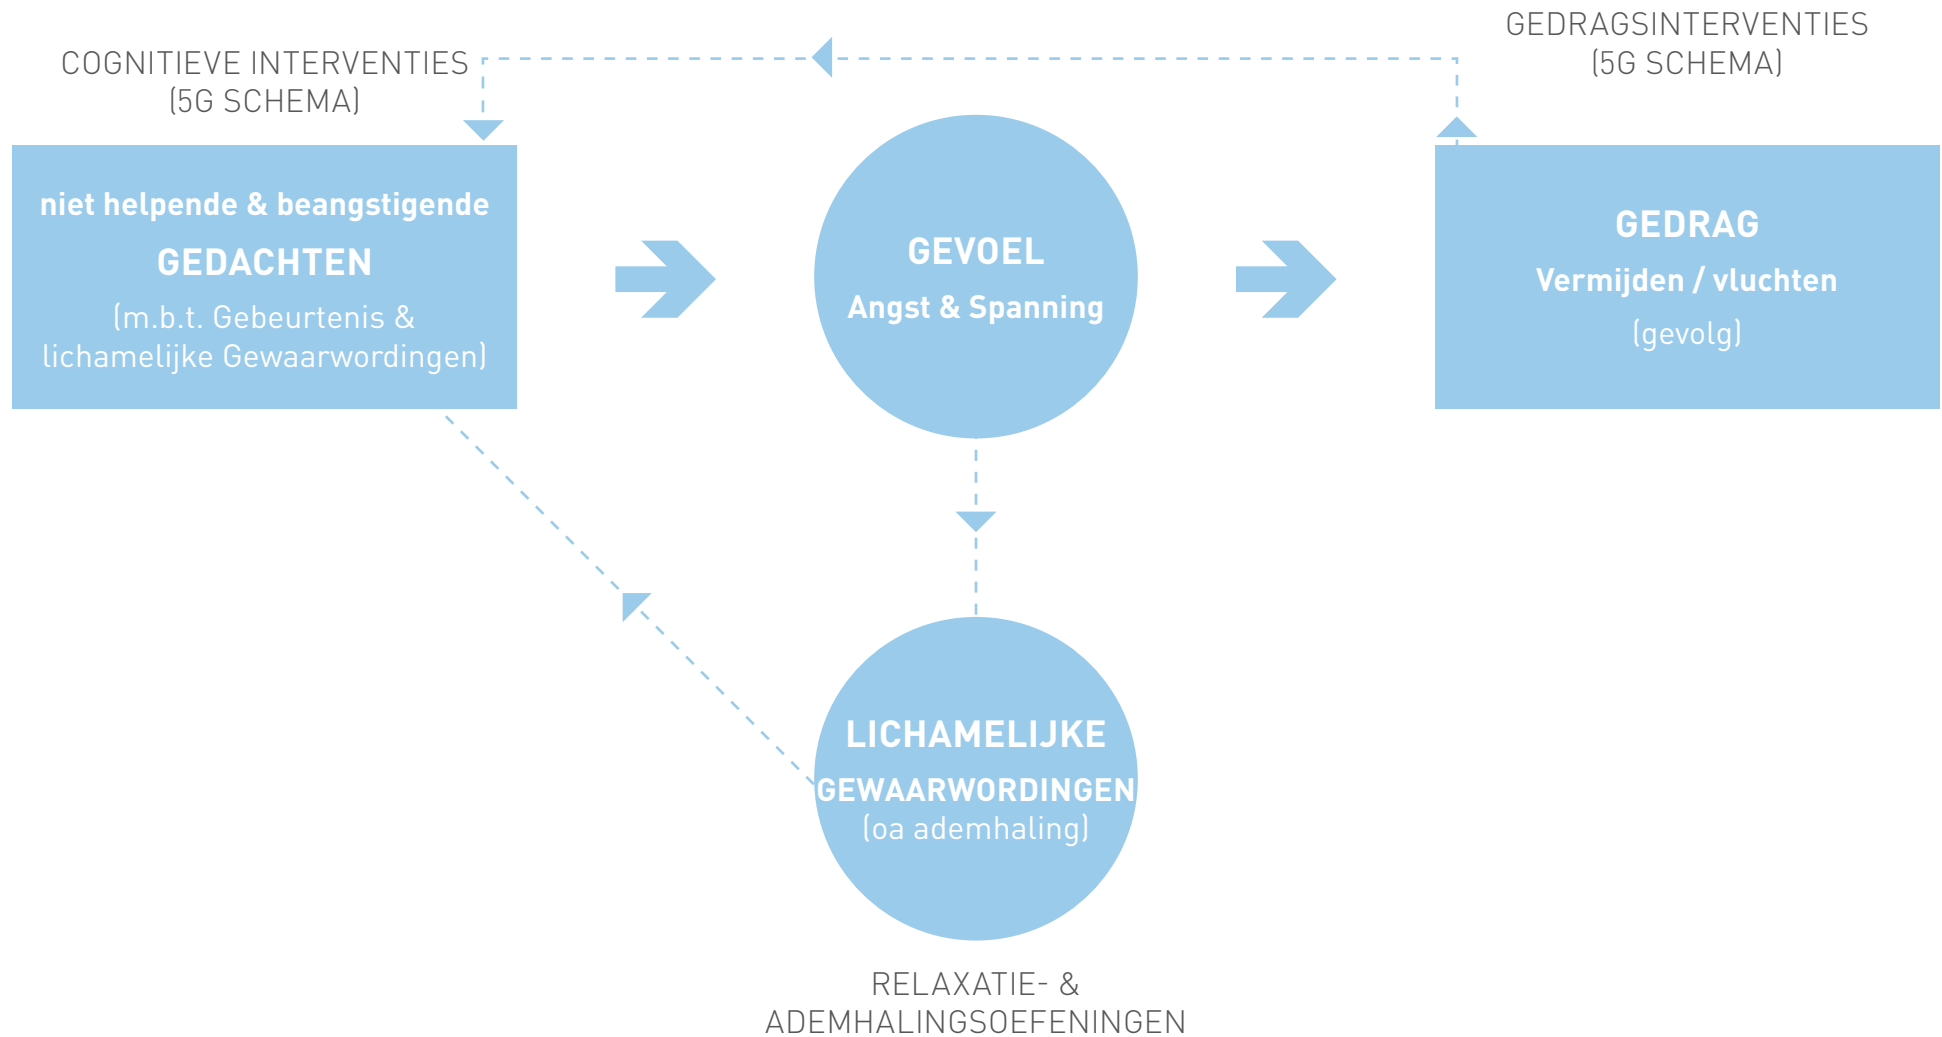 COGNITIEVE INTERVENTIES
(5G SCHEMA)
GEDRAGSINTERVENTIES
(5G SCHEMA)
niet helpende & beangstigende
GEDACHTEN
(m.b.t. Gebeurtenis &
lichamelijke Gewaarwordingen)
GEVOEL
Angst & Spanning
GEDRAG
Vermijden / vluchten
(gevolg)
LICHAMELIJKE
GEWAARWORDINGEN
(oa ademhaling)
RELAXATIE- &
ADEMHALINGSOEFENINGEN